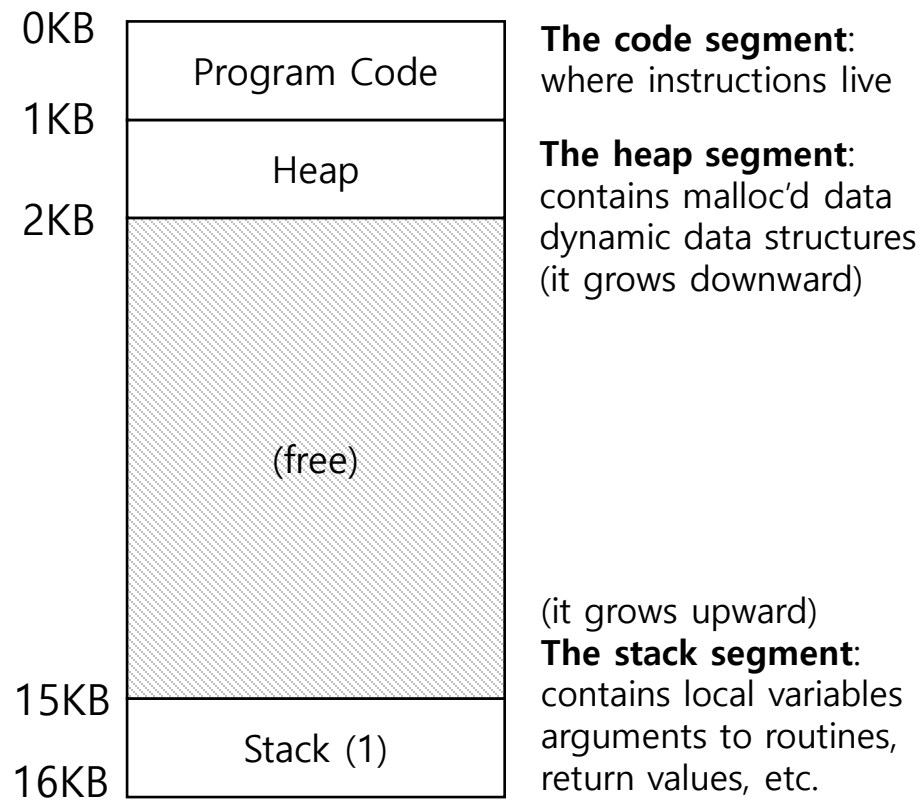 0KB
Program Code
The code segment:
where instructions live
1KB
Heap
The heap segment:
contains malloc’d data
dynamic data structures
(it grows downward)
2KB
(free)
(it grows upward)
The stack segment:
contains local variables
arguments to routines,
return values, etc.
15KB
Stack (1)
16KB